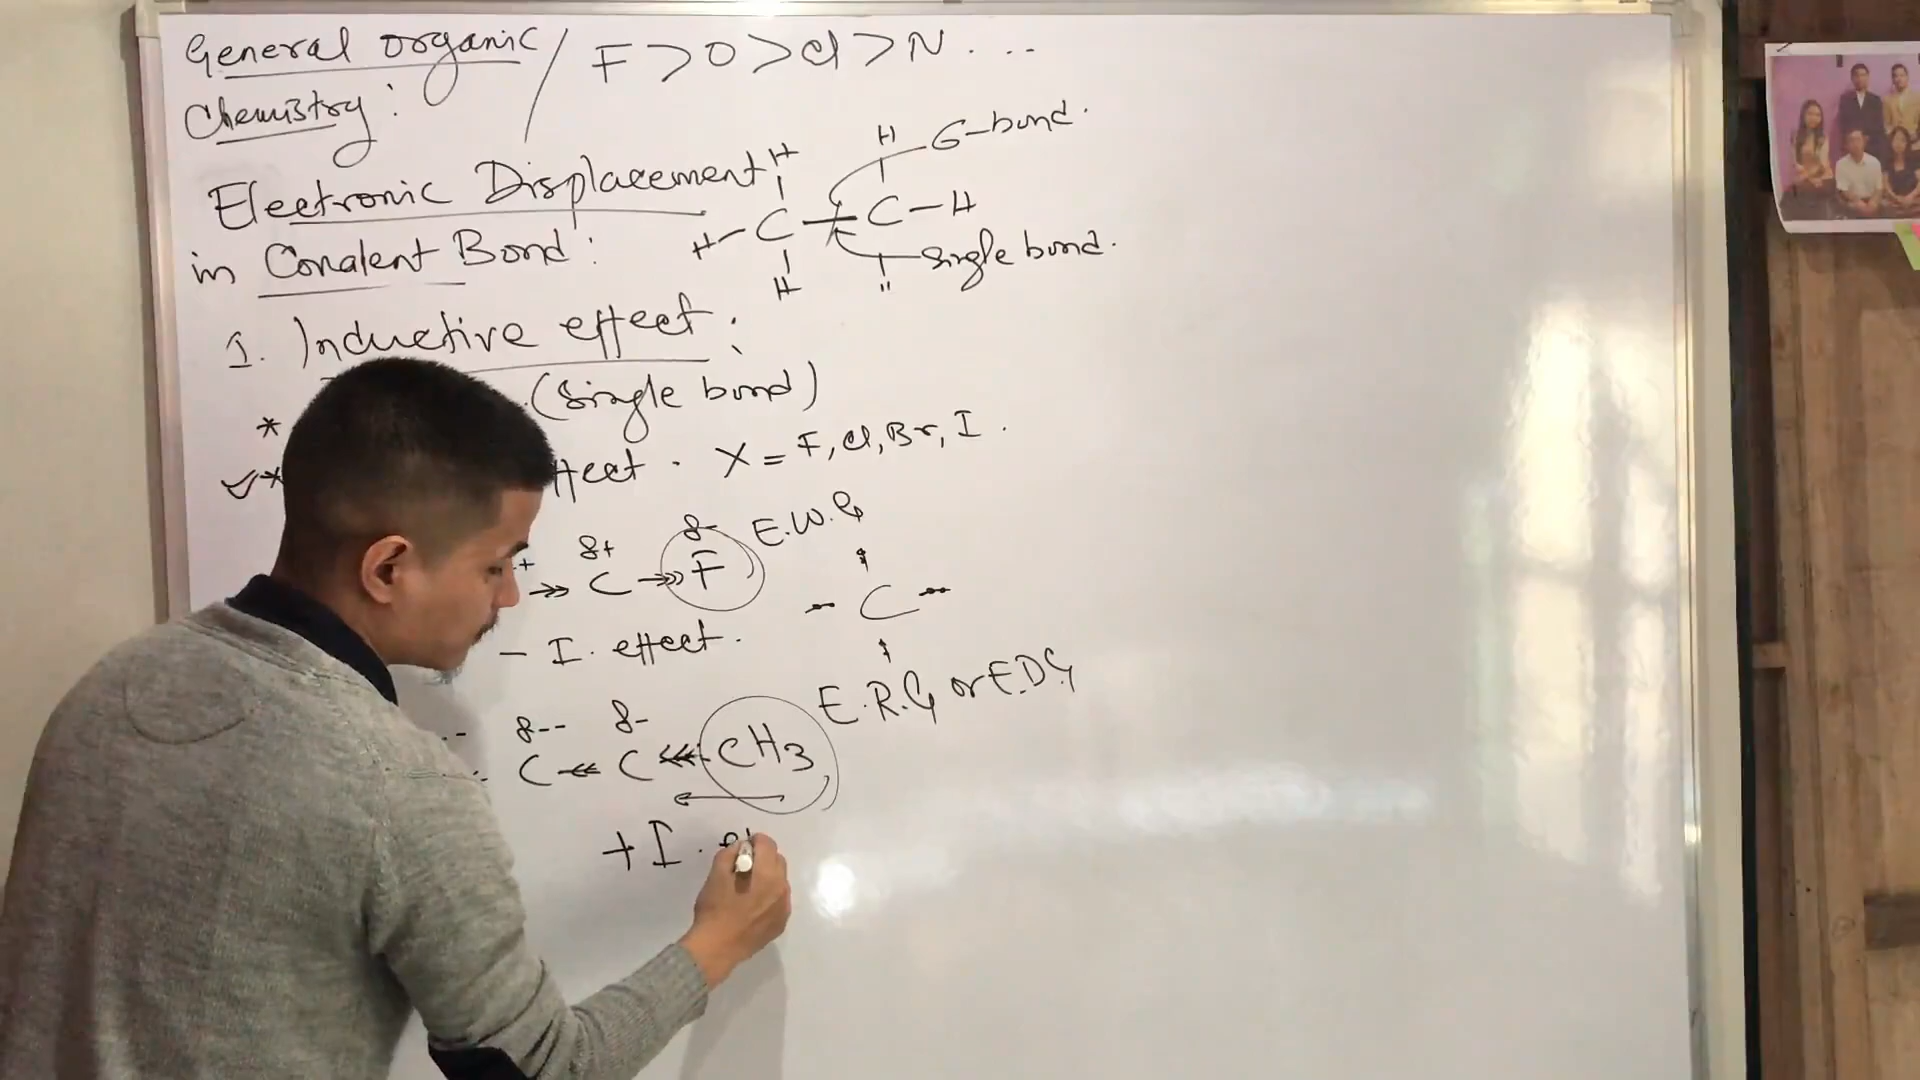 General organic / F > O > Cl > N . . .
Chemistry :
Electronic Displacement
in Covalent Bond :
H H σ-bond.
H - C - C - H
H single bond.
1. Inductive effect :
* (Single bond)
✓* X = F, Cl, Br, I .
δ+ δ- E.W.G
→ C → F
- C -
- I. effect.
E.R.G or E.D.G
δ-- δ-
C C CH3
+ I .